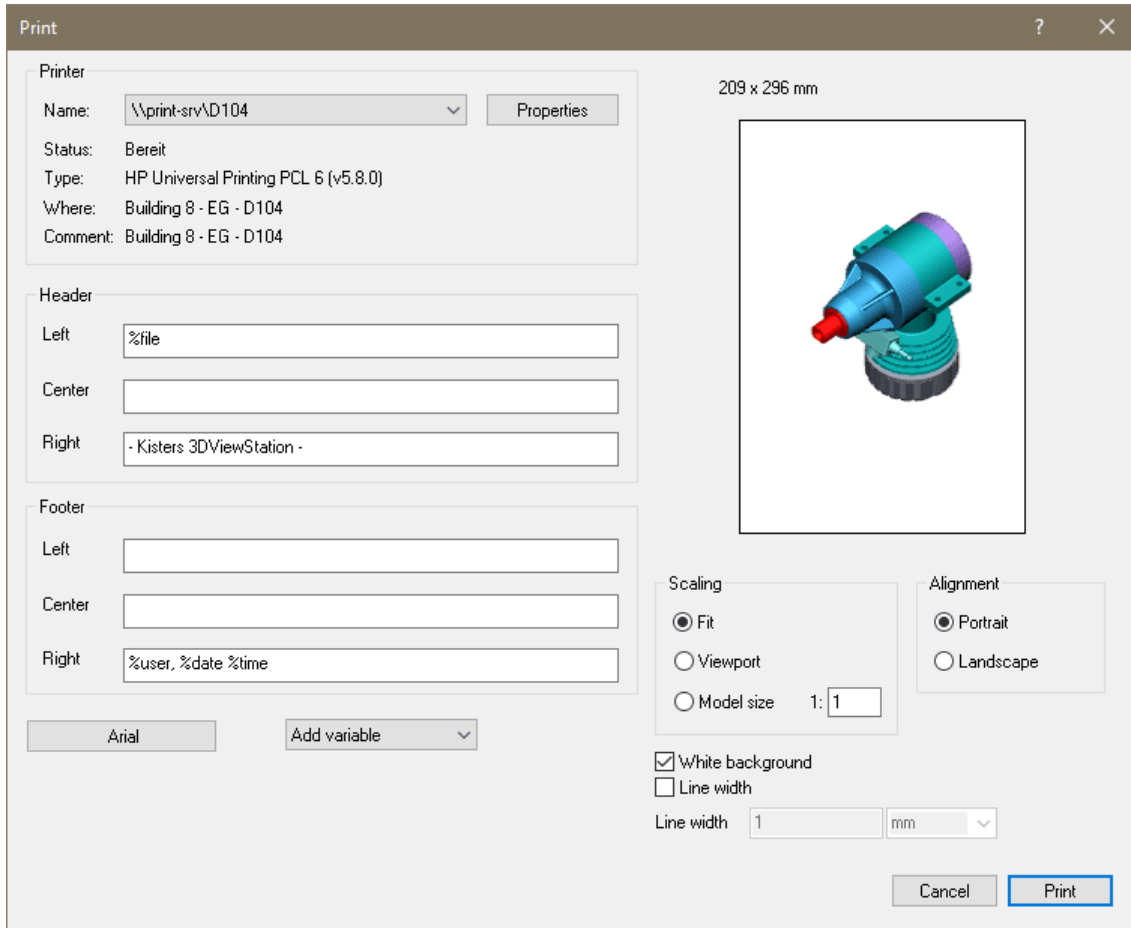 Print
Printer
Name: \\print-srv\D104 Properties
Status: Bereit
Type: HP Universal Printing PCL 6 (v5.8.0)
Where: Building 8 - EG - D104
Comment: Building 8 - EG - D104
Header
Left %file
Center
Right - Kisters 3DViewStation -
Footer
Left
Center
Right %user, %date %time
Arial Add variable
209 x 296 mm
Scaling
Fit
Viewport
Model size 1: 1
Alignment
Portrait
Landscape
White background
Line width
Line width 1 mm
Cancel Print